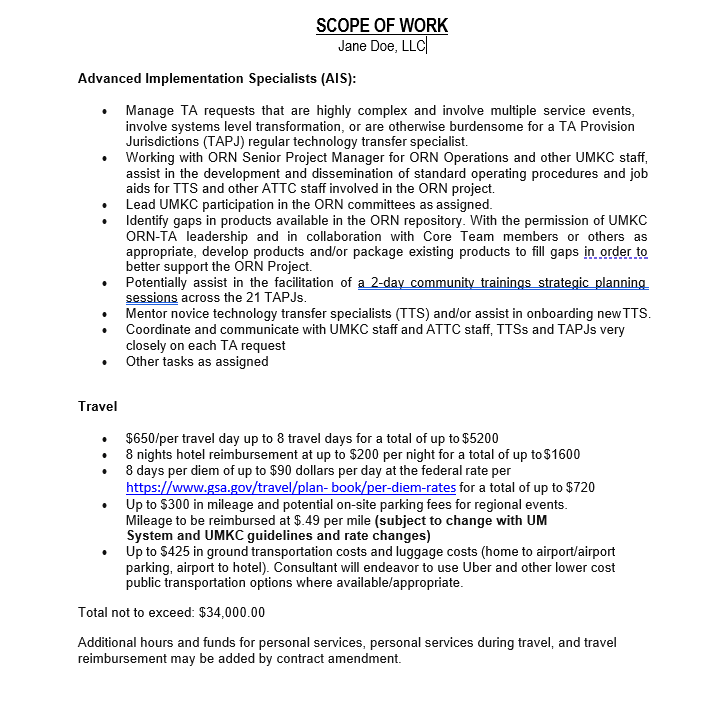 SCOPE OF WORK
Jane Doe, LLC
Advanced Implementation Specialists (AIS):
• Manage TA requests that are highly complex and involve multiple service events,
involve systems level transformation, or are otherwise burdensome for a TA Provision
Jurisdictions (TAPJ) regular technology transfer specialist.
• Working with ORN Senior Project Manager for ORN Operations and other UMKC staff,
assist in the development and dissemination of standard operating procedures and job
aids for TTS and other ATTC staff involved in the ORN project.
• Lead UMKC participation in the ORN committees as assigned.
• Identify gaps in products available in the ORN repository. With the permission of UMKC
ORN-TA leadership and in collaboration with Core Team members or others as
appropriate, develop products and/or package existing products to fill gaps in order to
better support the ORN Project.
• Potentially assist in the facilitation of a 2-day community trainings strategic planning
sessions across the 21 TAPJs.
• Mentor novice technology transfer specialists (TTS) and/or assist in onboarding new TTS.
• Coordinate and communicate with UMKC staff and ATTC staff, TTSs and TAPJs very
closely on each TA request
• Other tasks as assigned
Travel
• $650/per travel day up to 8 travel days for a total of up to $5200
• 8 nights hotel reimbursement at up to $200 per night for a total of up to $1600
• 8 days per diem of up to $90 dollars per day at the federal rate per
https://www.gsa.gov/travel/plan- book/per-diem-rates for a total of up to $720
• Up to $300 in mileage and potential on-site parking fees for regional events.
Mileage to be reimbursed at $.49 per mile (subject to change with UM
System and UMKC guidelines and rate changes)
• Up to $425 in ground transportation costs and luggage costs (home to airport/airport
parking, airport to hotel). Consultant will endeavor to use Uber and other lower cost
public transportation options where available/appropriate.
Total not to exceed: $34,000.00
Additional hours and funds for personal services, personal services during travel, and travel
reimbursement may be added by contract amendment.